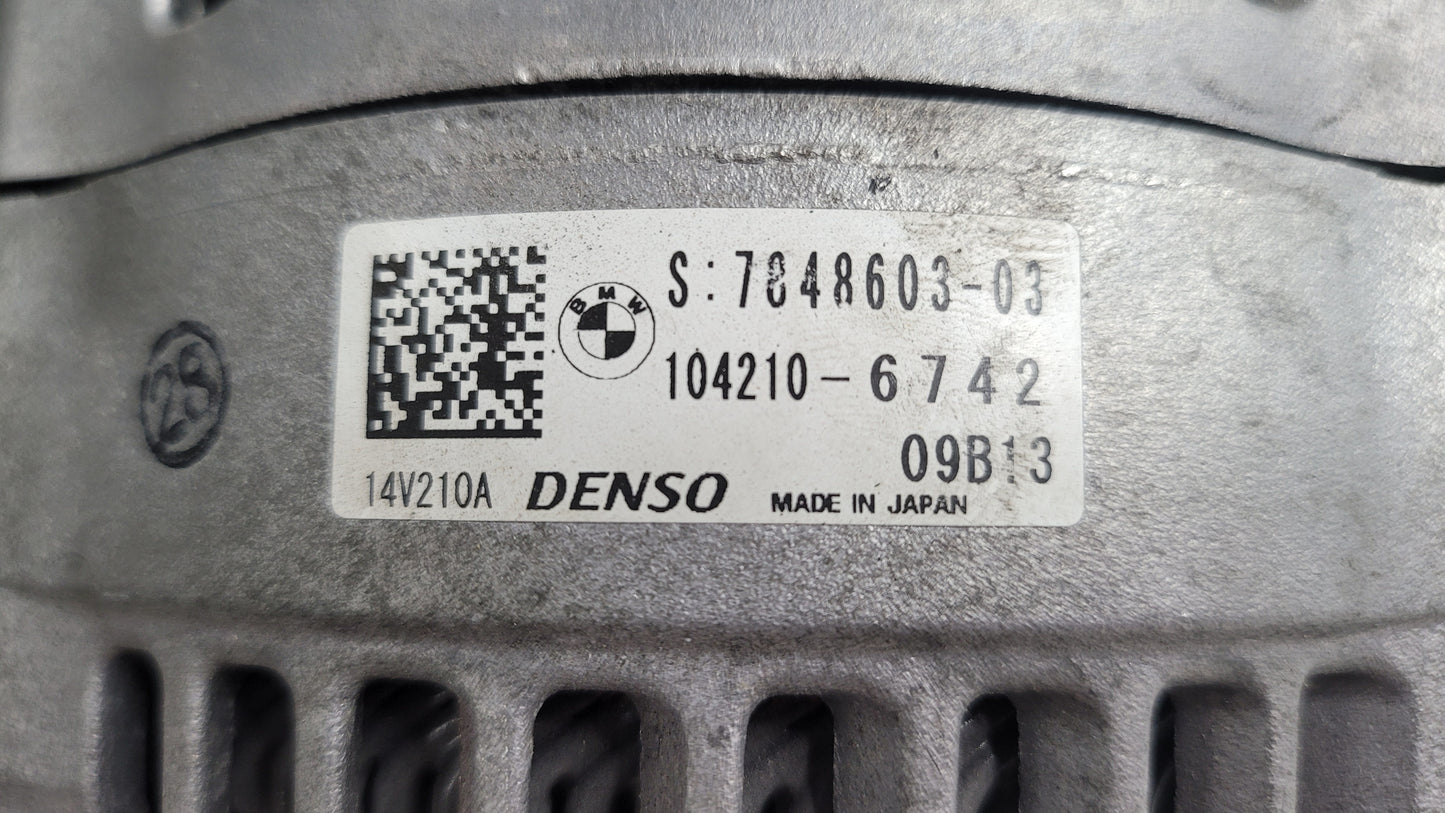 S:7848603-03
BMW
104210-6742
09B13
14V210A DENSO MADE IN JAPAN
28